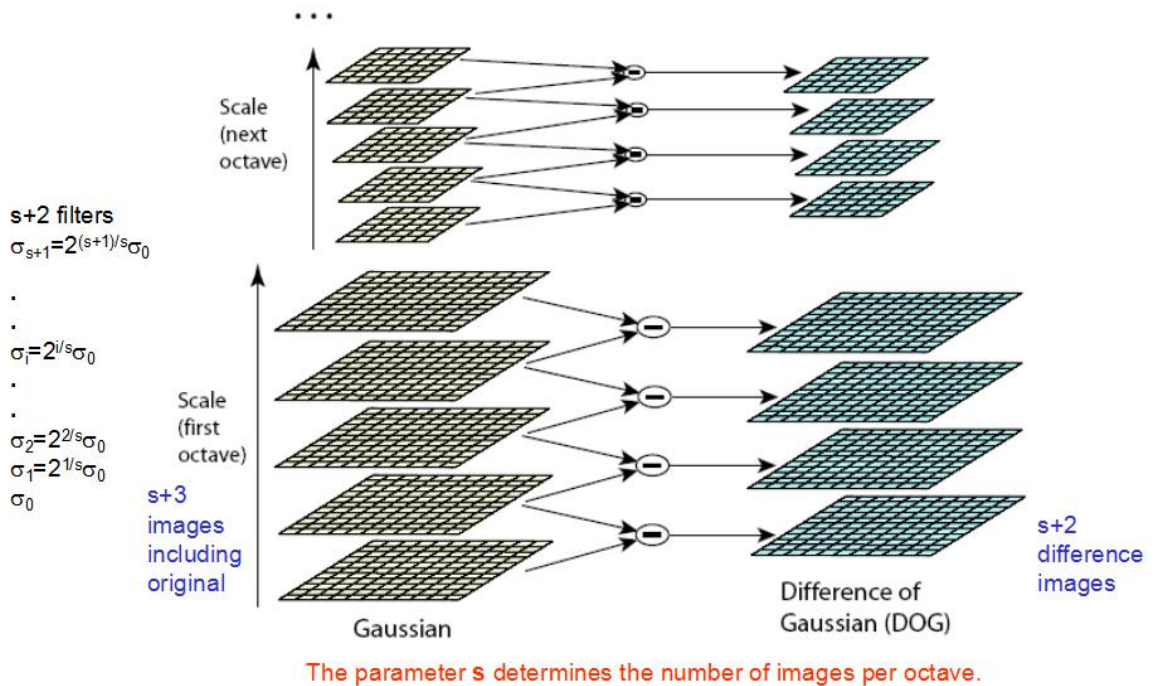 ...
Scale
(next
octave)
s+2 filters
σs+1=2(s+1)/sσ0
.
.
σi=2i/sσ0
.
.
σ2=22/sσ0
σ1=21/sσ0
σ0
Scale
(first
octave)
s+3
images
including
original
s+2
difference
images
Gaussian
Difference of
Gaussian (DOG)
The parameter s determines the number of images per octave.